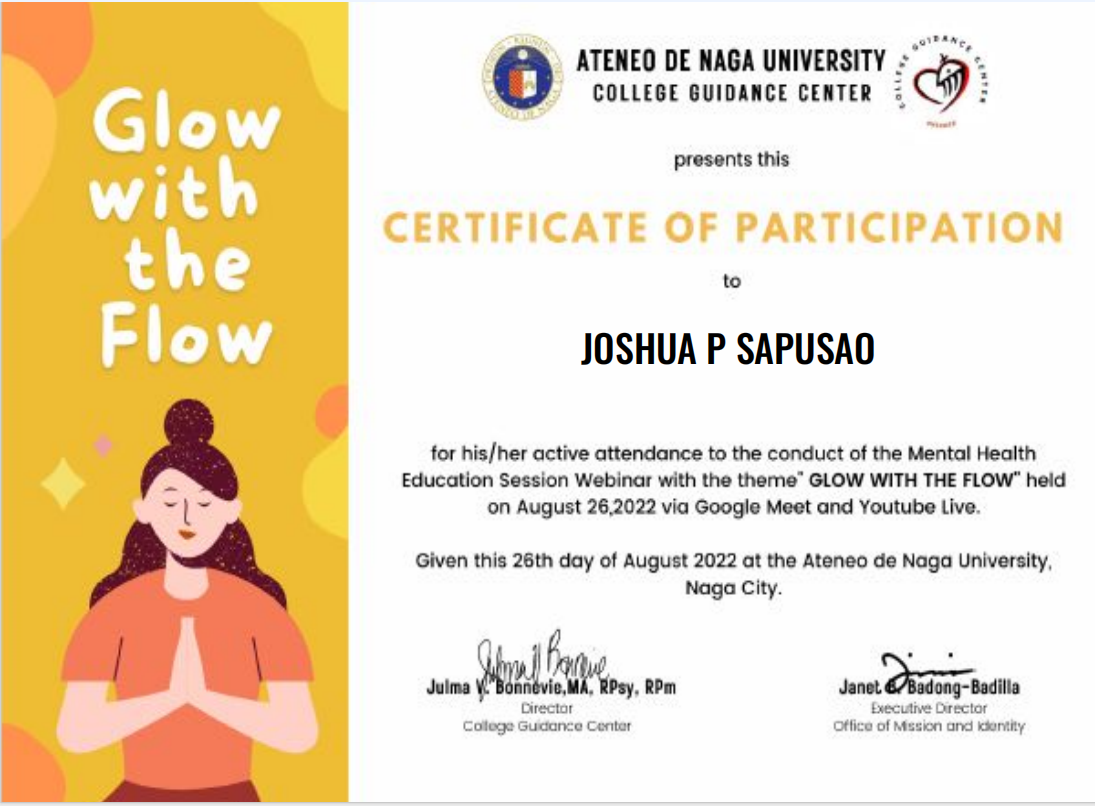 Glow
with
the
Flow
ATENEO DE NAGA UNIVERSITY
COLLEGE GUIDANCE CENTER
COLLEGE GUIDANCE CENTER
presents this
CERTIFICATE OF PARTICIPATION
to
JOSHUA P SAPUSAO
for his/her active attendance to the conduct of the Mental Health
Education Session Webinar with the theme" GLOW WITH THE FLOW" held
on August 26,2022 via Google Meet and Youtube Live.
Given this 26th day of August 2022 at the Ateneo de Naga University,
Naga City.
Julma V. Bonnevie,MA, RPsy, RPm
Director
College Guidance Center
Janet B. Badong-Badilla
Executive Director
Office of Mission and Identity